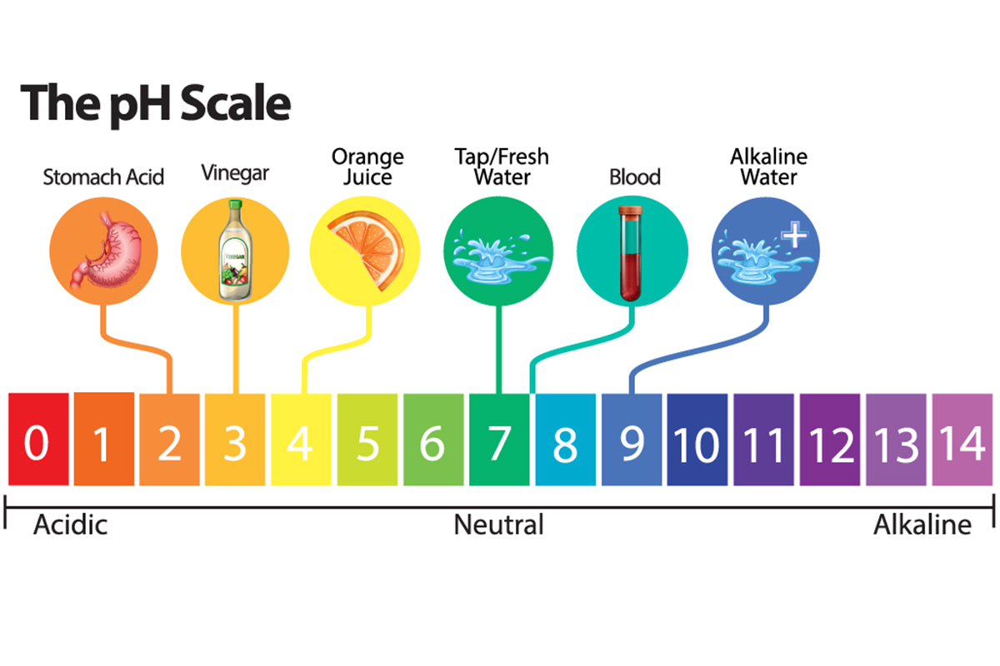 The pH Scale
Stomach Acid
Vinegar
Orange
Juice
Tap/Fresh
Water
Blood
Alkaline
Water
VINEGAR
0 1 2 3 4 5 6 7 8 9 10 11 12 13 14
Acidic Neutral Alkaline